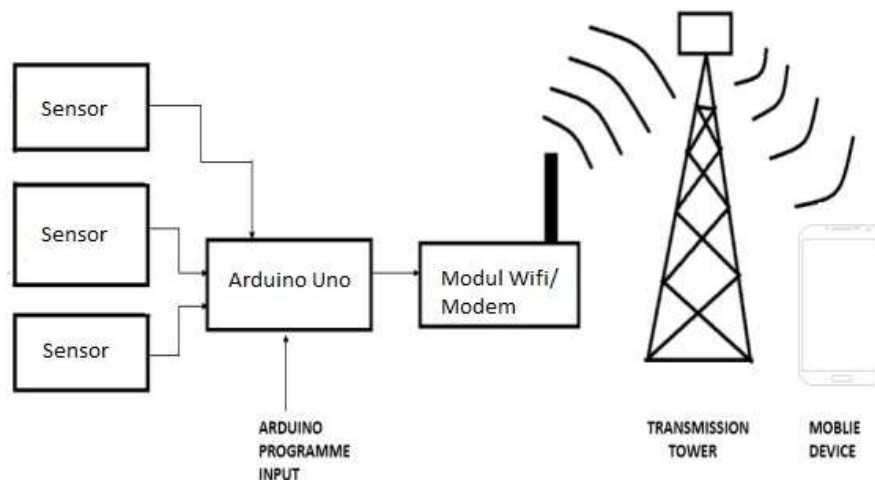 Sensor
Sensor
Sensor
Arduino Uno
Modul Wifi/
Modem
ARDUINO
PROGRAMME
INPUT
TRANSMISSION
TOWER
MOBLIE
DEVICE